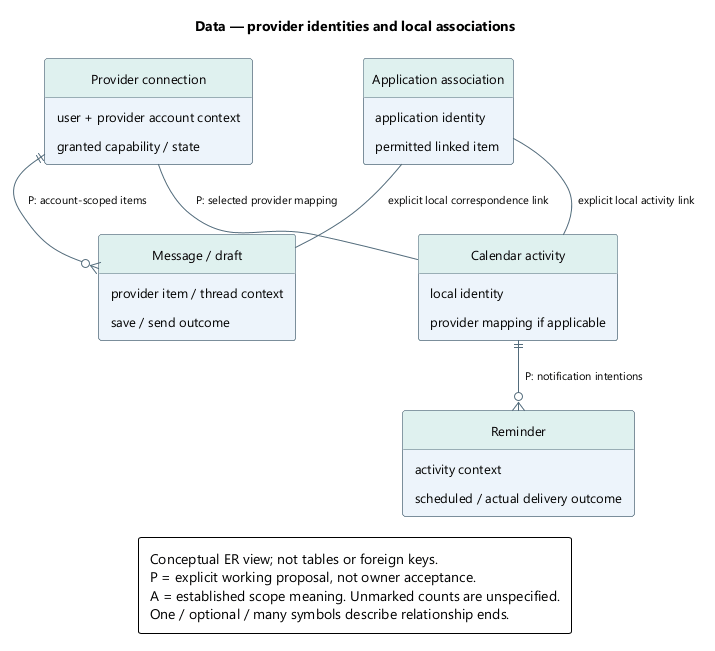 Data — provider identities and local associations
Provider connection
user + provider account context
granted capability / state
Application association
application identity
permitted linked item
P: account-scoped items
P: selected provider mapping
explicit local correspondence link
explicit local activity link
Message / draft
provider item / thread context
save / send outcome
Calendar activity
local identity
provider mapping if applicable
P: notification intentions
Reminder
activity context
scheduled / actual delivery outcome
Conceptual ER view; not tables or foreign keys.
P = explicit working proposal, not owner acceptance.
A = established scope meaning. Unmarked counts are unspecified.
One / optional / many symbols describe relationship ends.